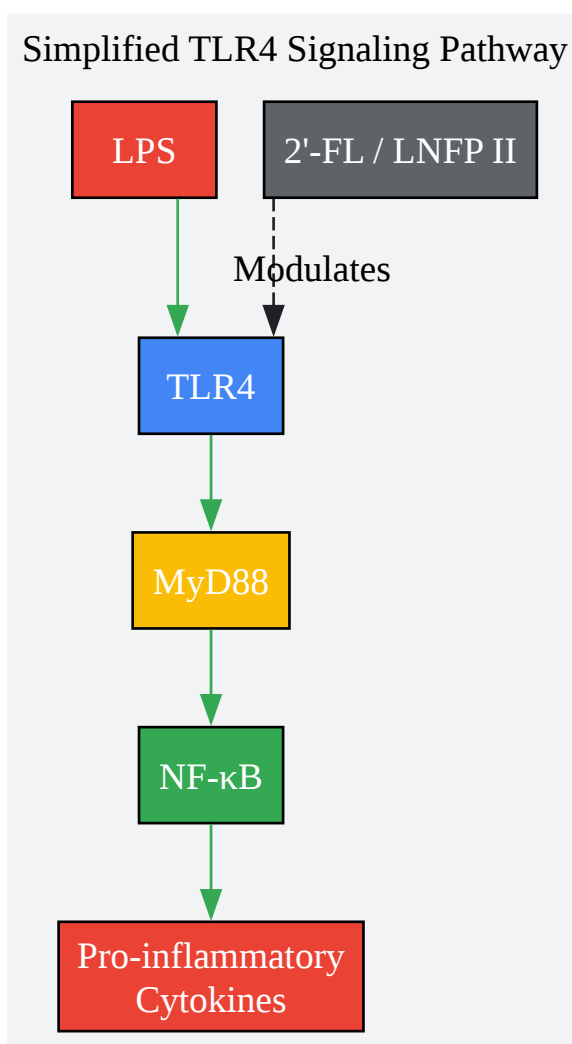 Simplified TLR4 Signaling Pathway
LPS
2'-FL / LNFP II
Modulates
TLR4
MyD88
NF-κB
Pro-inflammatory
Cytokines